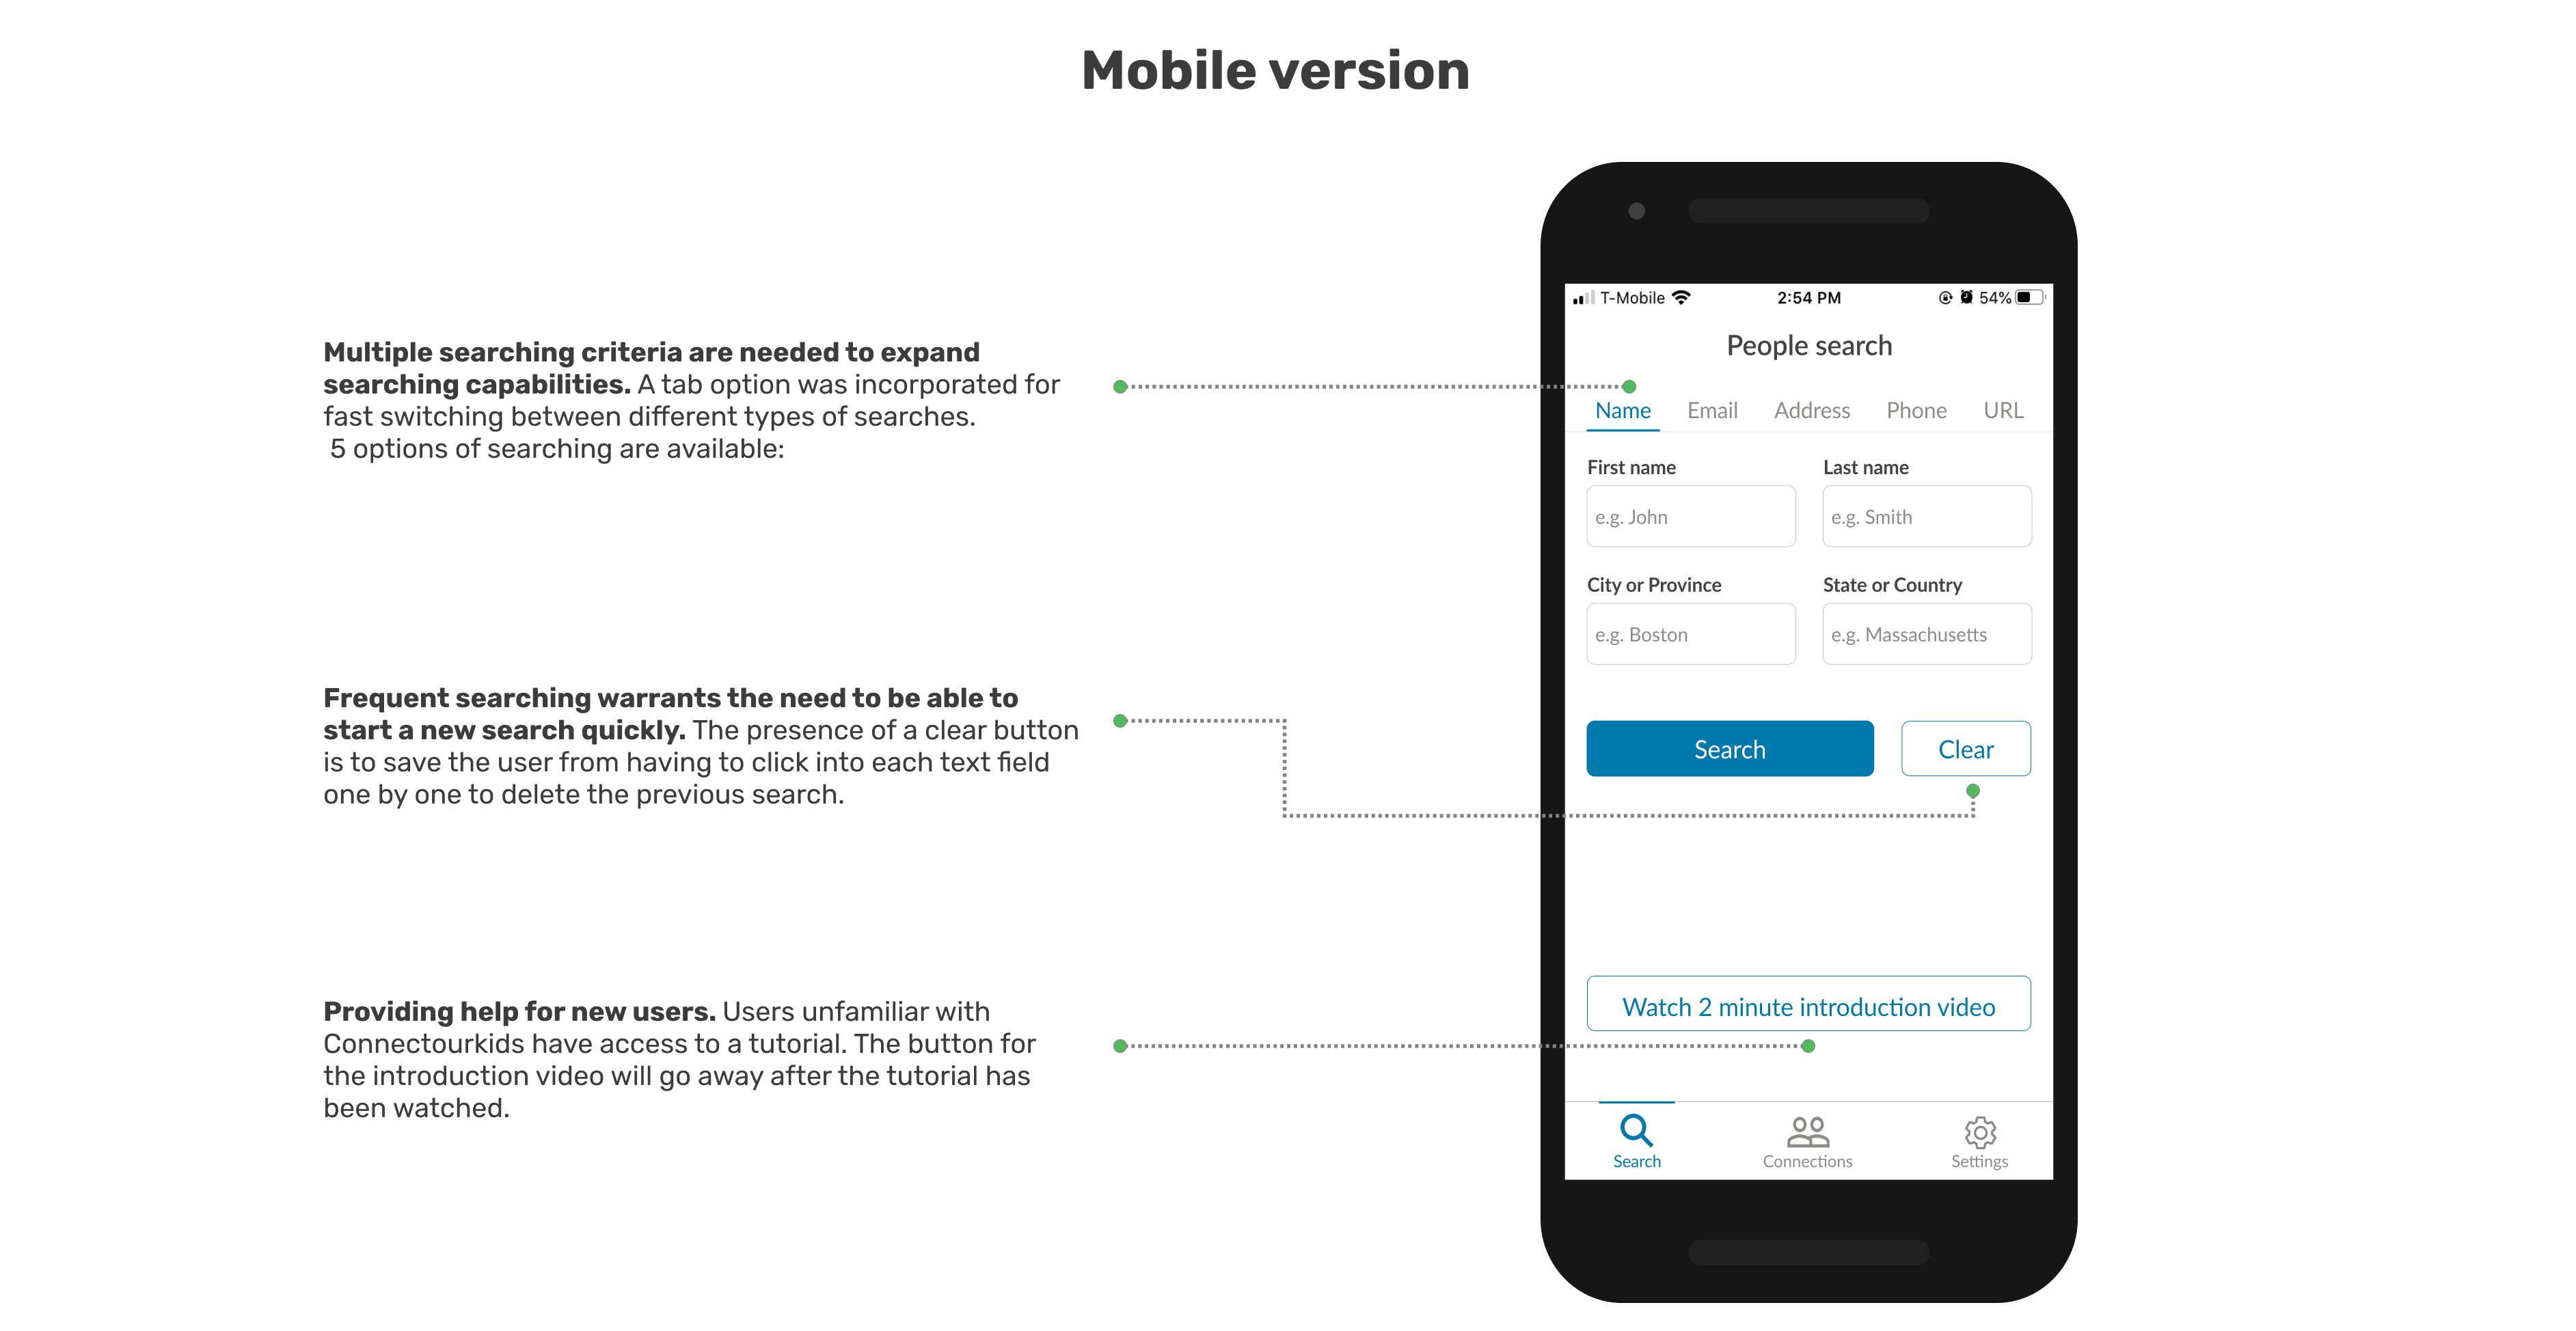 Mobile version
Multiple searching criteria are needed to expand
searching capabilities. A tab option was incorporated for
fast switching between different types of searches.
5 options of searching are available:
Frequent searching warrants the need to be able to
start a new search quickly. The presence of a clear button
is to save the user from having to click into each text field
one by one to delete the previous search.
Providing help for new users. Users unfamiliar with
Connectourkids have access to a tutorial. The button for
the introduction video will go away after the tutorial has
been watched.
T-Mobile 2:54 PM 54%
People search
Name Email Address Phone URL
First name Last name
e.g. John e.g. Smith
City or Province State or Country
e.g. Boston e.g. Massachusetts
Search Clear
Watch 2 minute introduction video
Search Connections Settings